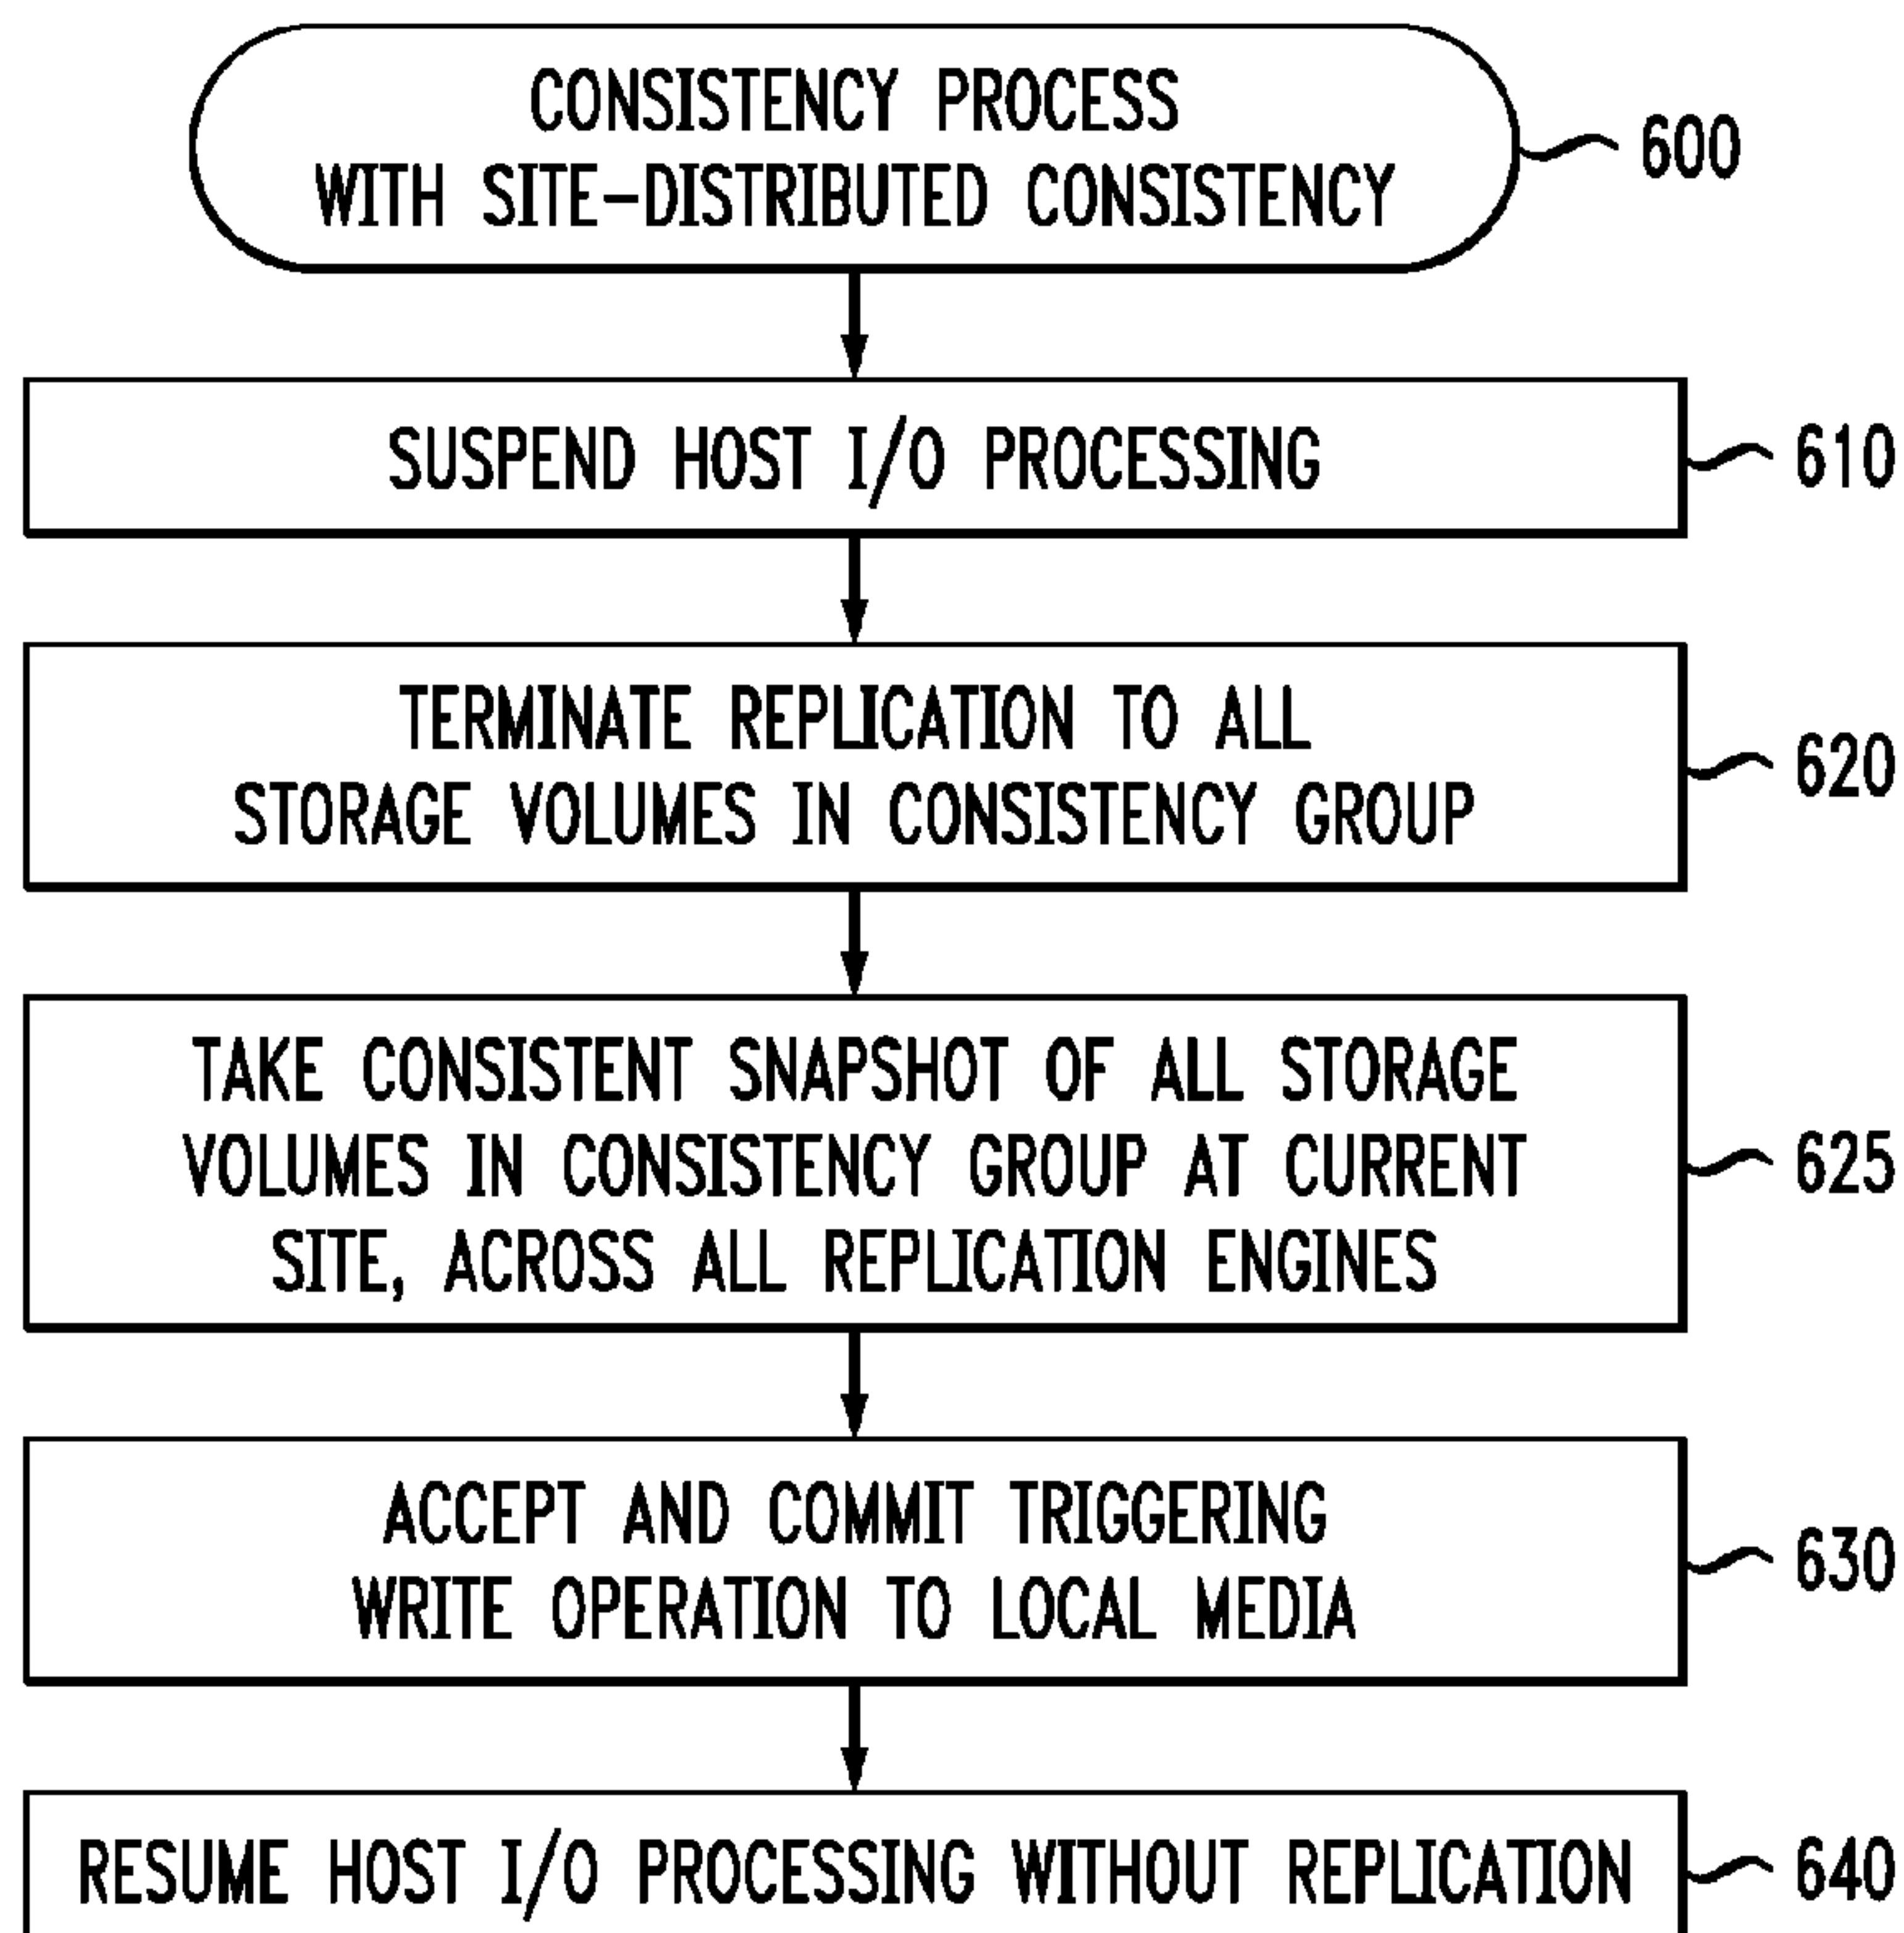 CONSISTENCY PROCESS
WITH SITE-DISTRIBUTED CONSISTENCY
600
SUSPEND HOST I/O PROCESSING
610
TERMINATE REPLICATION TO ALL
STORAGE VOLUMES IN CONSISTENCY GROUP
620
TAKE CONSISTENT SNAPSHOT OF ALL STORAGE
VOLUMES IN CONSISTENCY GROUP AT CURRENT
SITE, ACROSS ALL REPLICATION ENGINES
625
ACCEPT AND COMMIT TRIGGERING
WRITE OPERATION TO LOCAL MEDIA
630
RESUME HOST I/O PROCESSING WITHOUT REPLICATION
640